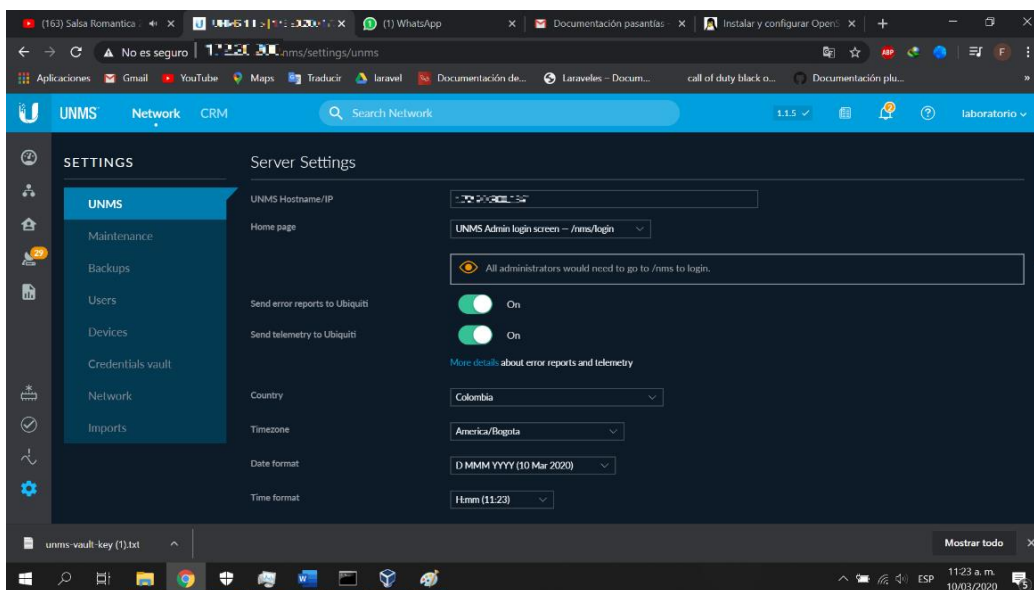 (163) Salsa Romantica
UNMS
(1) WhatsApp
Documentación pasantías -
Instalar y configurar Open
No es seguro
nms/settings/unms
ABP
F
Aplicaciones
Gmail
YouTube
Maps
Traducir
laravel
Documentación de...
Laraveles – Docum...
call of duty black o...
Documentación plu...
»
UNMS
Network
CRM
Search Network
1.1.5
2
laboratorio
SETTINGS
Server Settings
UNMS
UNMS Hostname/IP
Maintenance
Home page
UNMS Admin login screen — /nms/login
29
Backups
All administrators would need to go to /nms to login.
Users
Send error reports to Ubiquiti
On
Devices
Send telemetry to Ubiquiti
On
Credentials vault
More details about error reports and telemetry
Network
Country
Colombia
Imports
Timezone
America/Bogota
Date format
D MMM YYYY (10 Mar 2020)
Time format
H:mm (11:23)
unms-vault-key (1).txt
Mostrar todo
ESP
11:23 a. m.
10/03/2020
5